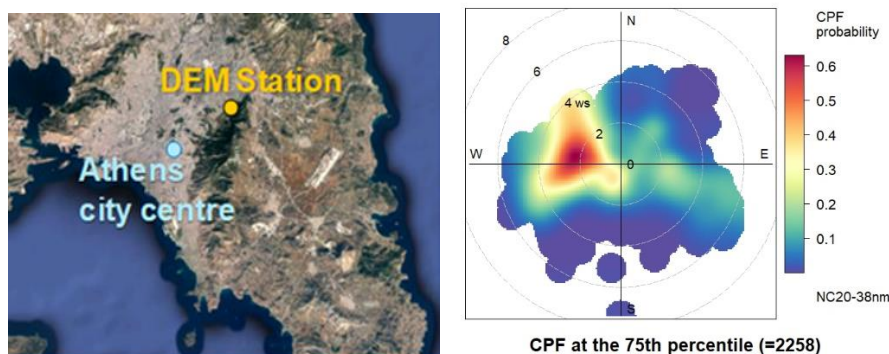 DEM Station
Athens
city centre
N
8
6
4 ws
2
0
W
E
S
CPF
probability
0.6
0.5
0.4
0.3
0.2
0.1
NC20-38nm
CPF at the 75th percentile (=2258)